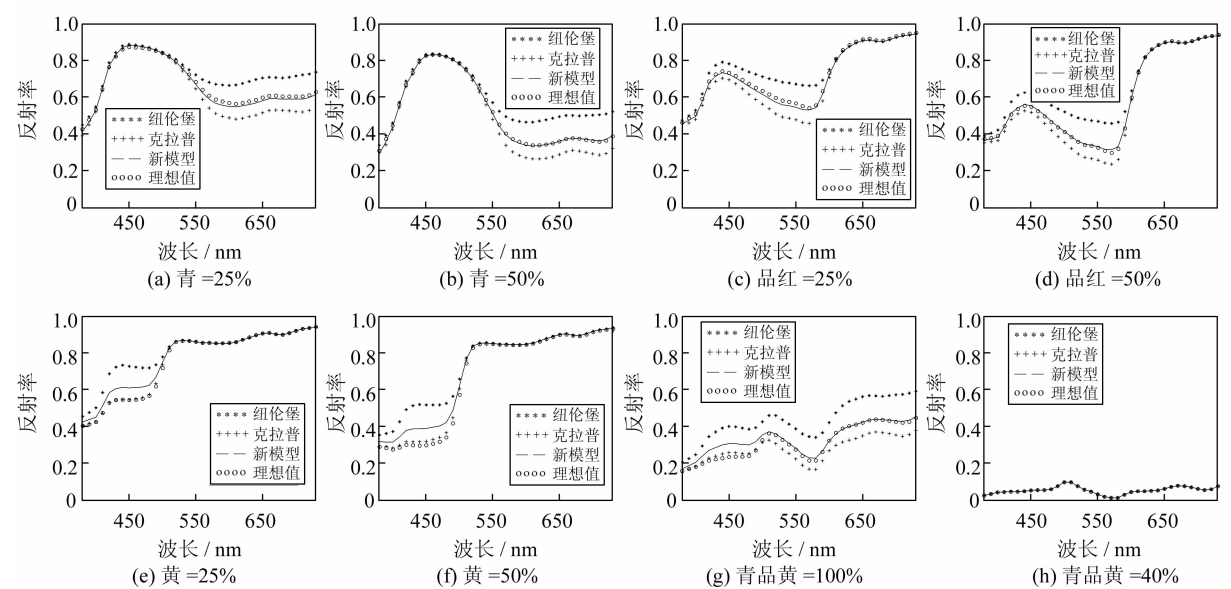 1.0
0.8
0.6
0.4
0.2
0
反射率
**** 纽伦堡
++++ 克拉普
— — 新模型
oooo 理想值
450 550 650
波长 / nm
(a) 青 =25%
1.0
0.8
0.6
0.4
0.2
0
反射率
**** 纽伦堡
++++ 克拉普
— — 新模型
oooo 理想值
450 550 650
波长 / nm
(b) 青 =50%
1.0
0.8
0.6
0.4
0.2
0
反射率
**** 纽伦堡
++++ 克拉普
— — 新模型
oooo 理想值
450 550 650
波长 / nm
(c) 品红 =25%
1.0
0.8
0.6
0.4
0.2
0
反射率
**** 纽伦堡
++++ 克拉普
— — 新模型
oooo 理想值
450 550 650
波长 / nm
(d) 品红 =50%
1.0
0.8
0.6
0.4
0.2
0
反射率
**** 纽伦堡
++++ 克拉普
— — 新模型
oooo 理想值
450 550 650
波长 / nm
(e) 黄 =25%
1.0
0.8
0.6
0.4
0.2
0
反射率
**** 纽伦堡
++++ 克拉普
— — 新模型
oooo 理想值
450 550 650
波长 / nm
(f) 黄 =50%
1.0
0.8
0.6
0.4
0.2
0
反射率
**** 纽伦堡
++++ 克拉普
— — 新模型
oooo 理想值
450 550 650
波长 / nm
(g) 青品黄 =100%
1.0
0.8
0.6
0.4
0.2
0
反射率
**** 纽伦堡
++++ 克拉普
— — 新模型
oooo 理想值
450 550 650
波长 / nm
(h) 青品黄 =40%